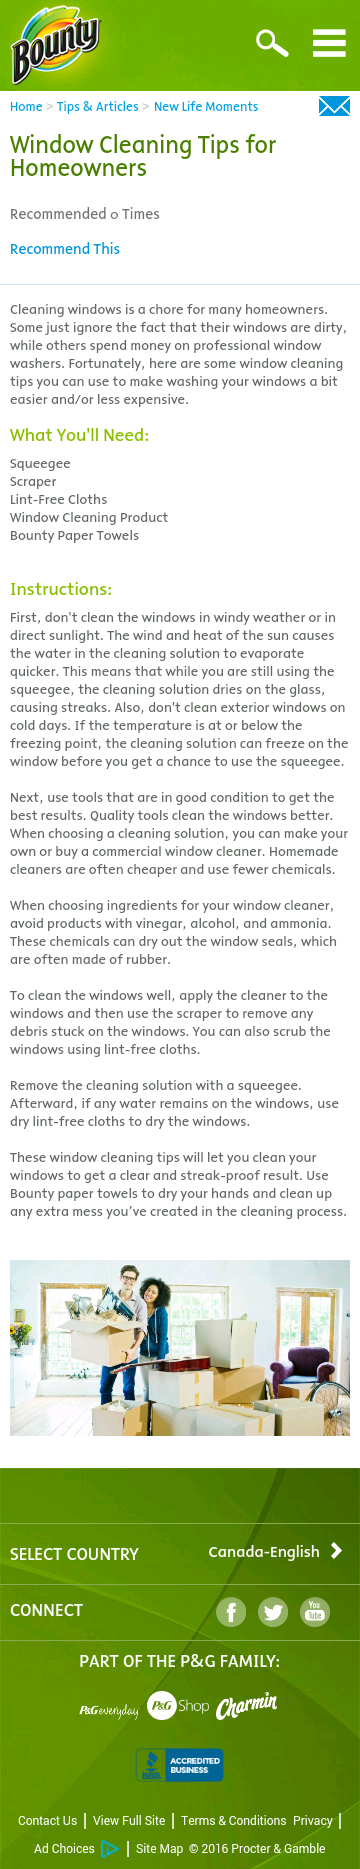 Bounty
Home > Tips & Articles > New Life Moments
Window Cleaning Tips for
Homeowners
Recommended 0 Times
Recommend This
Cleaning windows is a chore for many homeowners.
Some just ignore the fact that their windows are dirty,
while others spend money on professional window
washers. Fortunately, here are some window cleaning
tips you can use to make washing your windows a bit
easier and/or less expensive.
What You'll Need:
Squeegee
Scraper
Lint-Free Cloths
Window Cleaning Product
Bounty Paper Towels
Instructions:
First, don't clean the windows in windy weather or in
direct sunlight. The wind and heat of the sun causes
the water in the cleaning solution to evaporate
quicker. This means that while you are still using the
squeegee, the cleaning solution dries on the glass,
causing streaks. Also, don't clean exterior windows on
cold days. If the temperature is at or below the
freezing point, the cleaning solution can freeze on the
window before you get a chance to use the squeegee.
Next, use tools that are in good condition to get the
best results. Quality tools clean the windows better.
When choosing a cleaning solution, you can make your
own or buy a commercial window cleaner. Homemade
cleaners are often cheaper and use fewer chemicals.
When choosing ingredients for your window cleaner,
avoid products with vinegar, alcohol, and ammonia.
These chemicals can dry out the window seals, which
are often made of rubber.
To clean the windows well, apply the cleaner to the
windows and then use the scraper to remove any
debris stuck on the windows. You can also scrub the
windows using lint-free cloths.
Remove the cleaning solution with a squeegee.
Afterward, if any water remains on the windows, use
dry lint-free cloths to dry the windows.
These window cleaning tips will let you clean your
windows to get a clear and streak-proof result. Use
Bounty paper towels to dry your hands and clean up
any extra mess you’ve created in the cleaning process.
SELECT COUNTRY Canada-English
CONNECT f You Tube
PART OF THE P&G FAMILY:
P&G everyday P&G Shop Charmin
BBB ACCREDITED
BUSINESS
Contact Us | View Full Site | Terms & Conditions Privacy |
Ad Choices | Site Map © 2016 Procter & Gamble